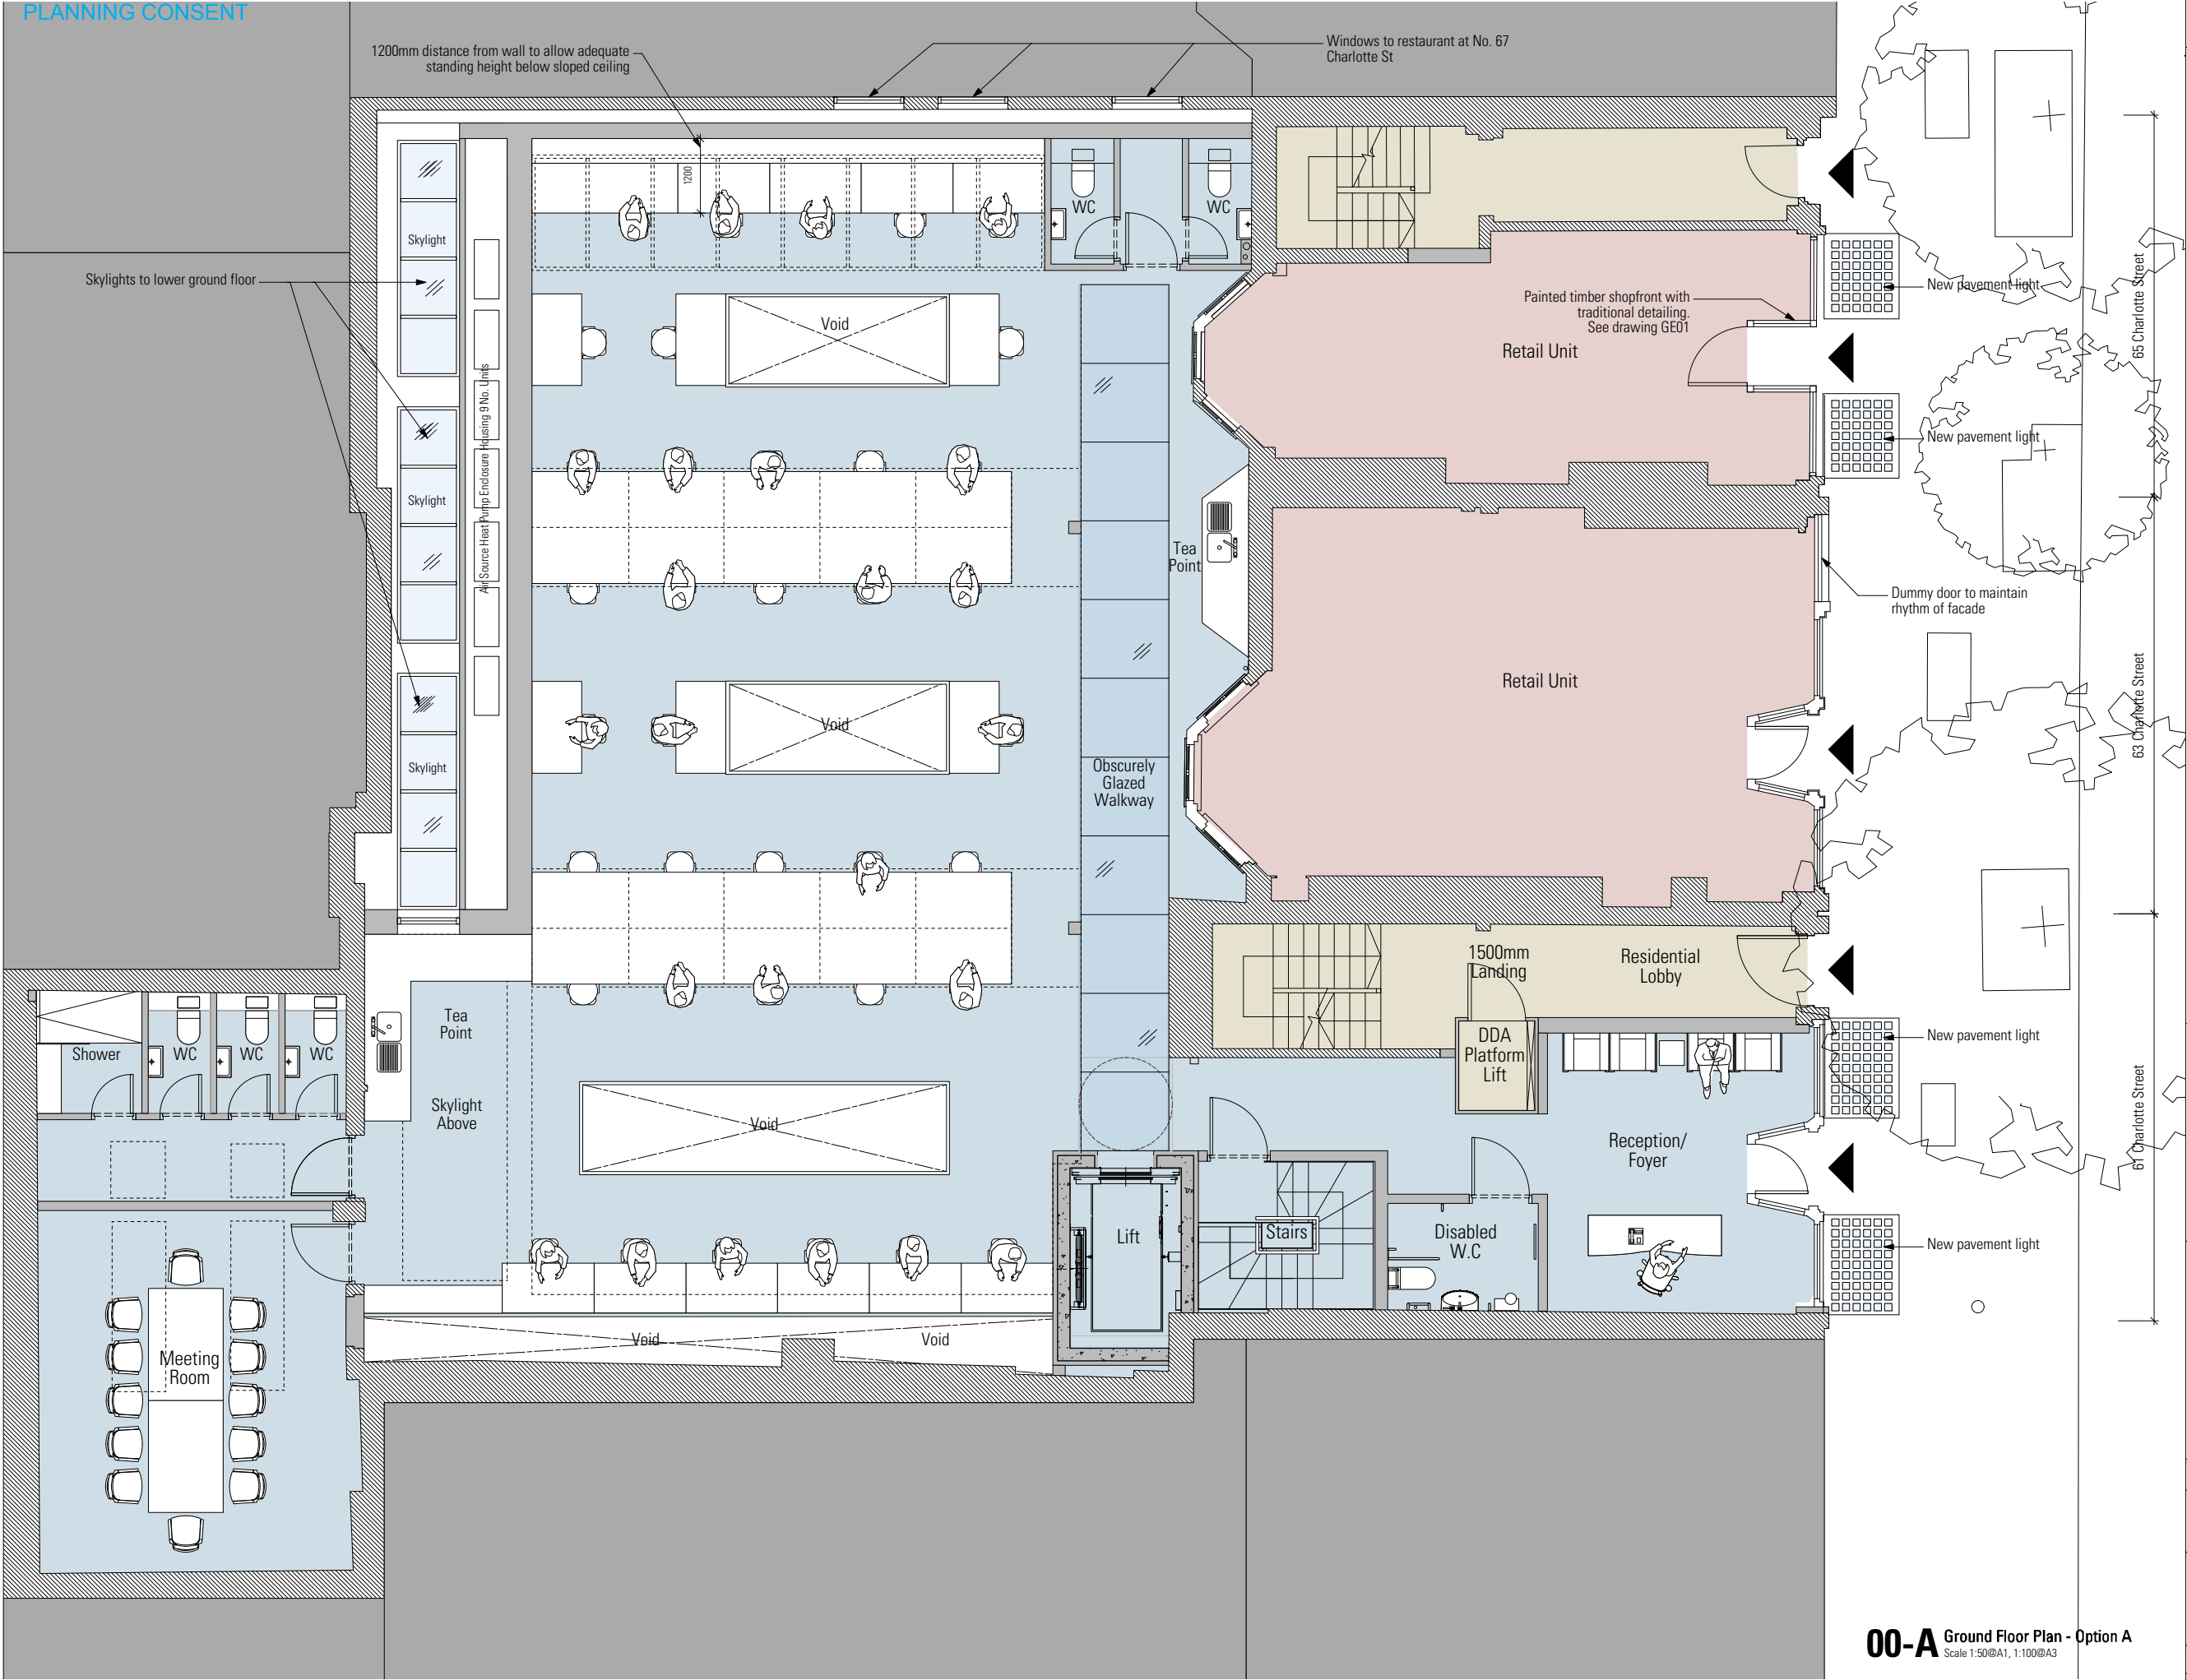 PLANNING CONSENT
1200mm distance from wall to allow adequate
standing height below sloped ceiling
Windows to restaurant at No. 67
Charlotte St
1200
WC
WC
Skylight
Skylights to lower ground floor
Void
Painted timber shopfront with
traditional detailing.
See drawing GE01
New pavement light
65 Charlotte Street
Retail Unit
New pavement light
Air Source Heat Pump Enclosure Housing 9 No. Units
Skylight
Tea
Point
Dummy door to maintain
rhythm of facade
Retail Unit
63 Charlotte Street
Void
Skylight
Obscurely
Glazed
Walkway
1500mm
Landing
Residential
Lobby
Tea
Point
Shower
WC
WC
WC
DDA
Platform
Lift
New pavement light
Skylight
Above
Void
Reception/
Foyer
61 Charlotte Street
Lift
Stairs
Disabled
W.C
New pavement light
Void
Void
Meeting
Room
00-A Ground Floor Plan - Option A
Scale 1:50@A1, 1:100@A3